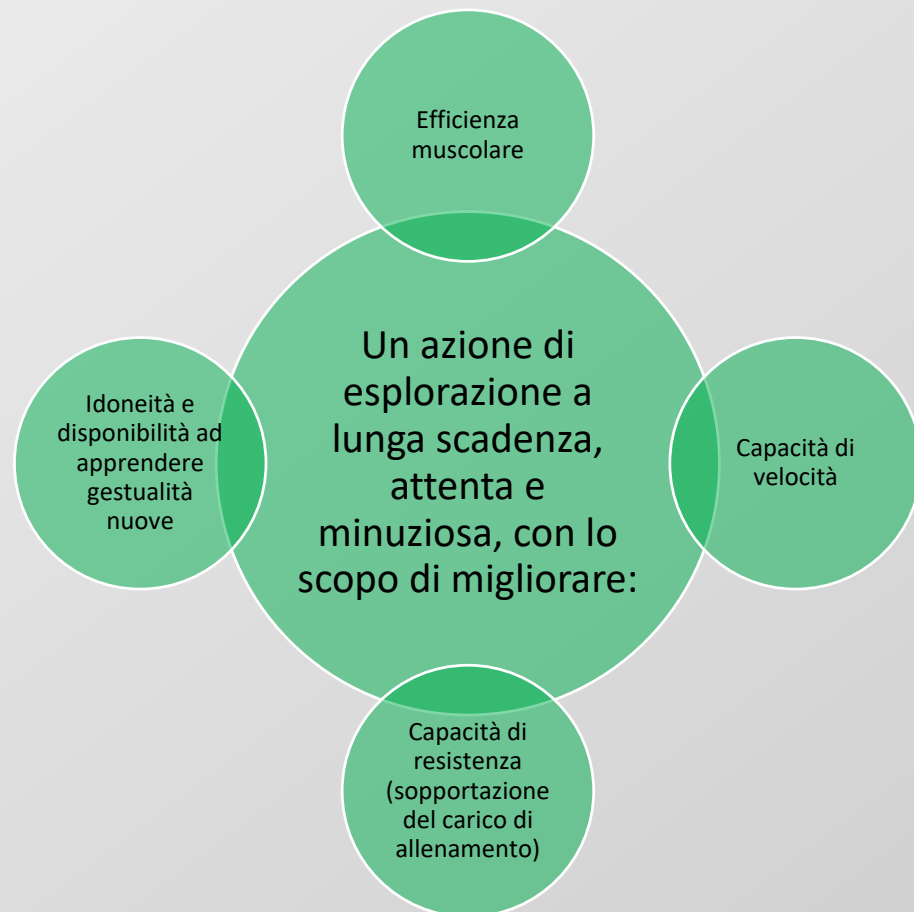 Efficienza
muscolare
Un azione di
esplorazione a
lunga scadenza,
attenta e
minuziosa, con lo
scopo di migliorare:
Idoneità e
disponibilità ad
apprendere
gestualità
nuove
Capacità di
velocità
Capacità di
resistenza
(sopportazione
del carico di
allenamento)